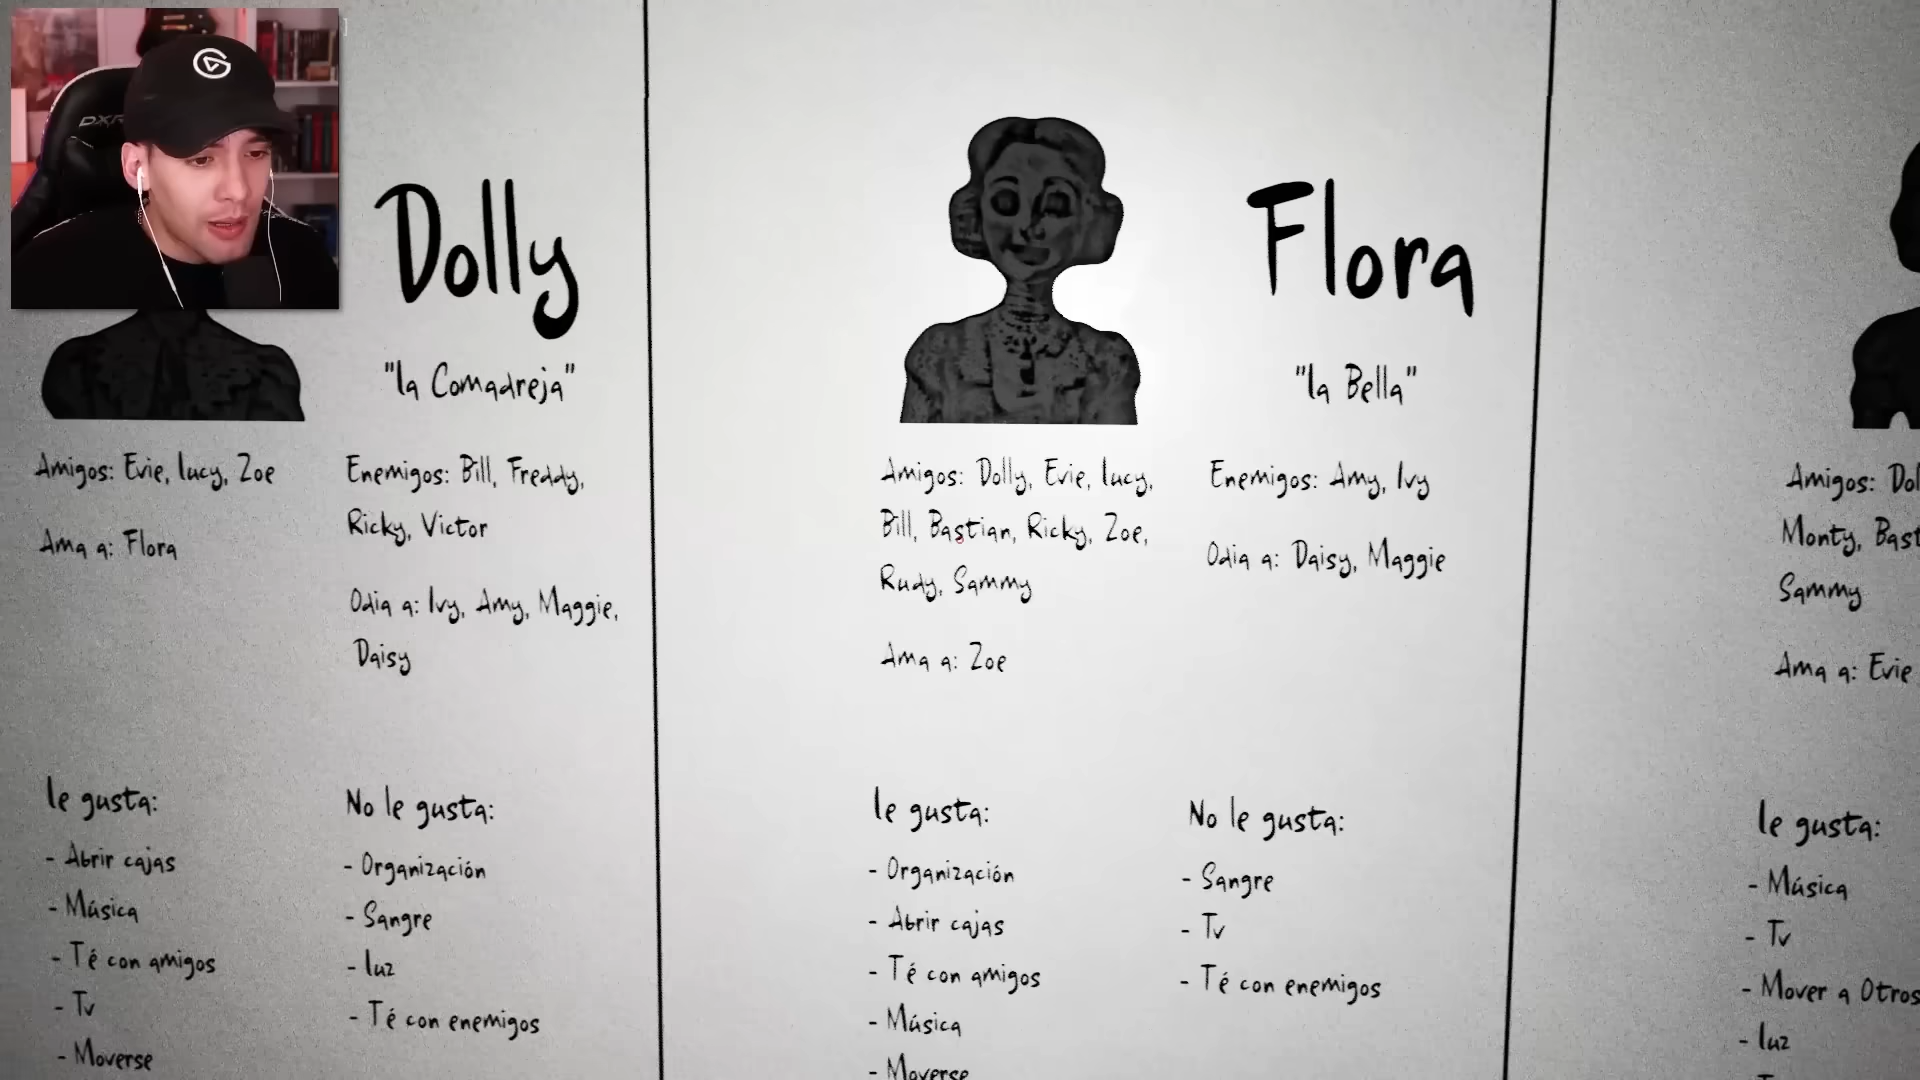 DXR
Dolly
"la Comadreja"
Amigos: Evie, lucy, Zoe
Ama a: Flora
Enemigos: Bill, Freddy,
Ricky, Victor
Odia a: Ivy, Amy, Maggie,
Daisy
le gusta:
- Abrir cajas
- Música
- Té con amigos
- Tv
- Moverse
No le gusta:
- Organización
- Sangre
- luz
- Té con enemigos
Flora
"la Bella"
Amigos: Dolly, Evie, lucy,
Bill, Bastian, Ricky, Zoe,
Rudy, Sammy
Ama a: Zoe
Enemigos: Amy, Ivy
Odia a: Daisy, Maggie
le gusta:
- Organización
- Abrir cajas
- Té con amigos
- Música
- Moverse
No le gusta:
- Sangre
- Tv
- Té con enemigos
Amigos: Dol
Monty, Bast
Sammy
Ama a: Evie
le gusta:
- Música
- Tv
- Mover a Otros
- luz